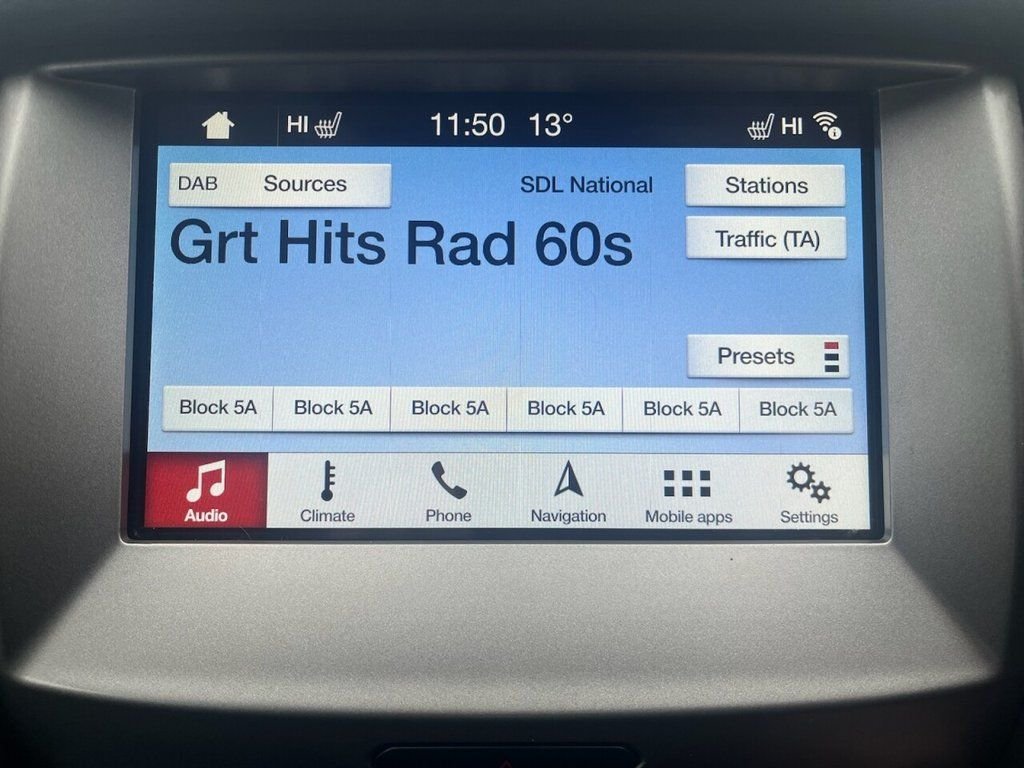 HI 11:50 13° HI
DAB Sources SDL National Stations
Grt Hits Rad 60s
Traffic (TA)
Presets
Block 5A Block 5A Block 5A Block 5A Block 5A Block 5A
Audio Climate Phone Navigation Mobile apps Settings